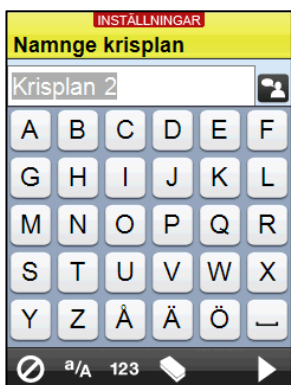 INSTÄLLNINGAR
Namnge krisplan
Krisplan 2
A B C D E F
G H I J K L
M N O P Q R
S T U V W X
Y Z Å Ä Ö
a/A 123